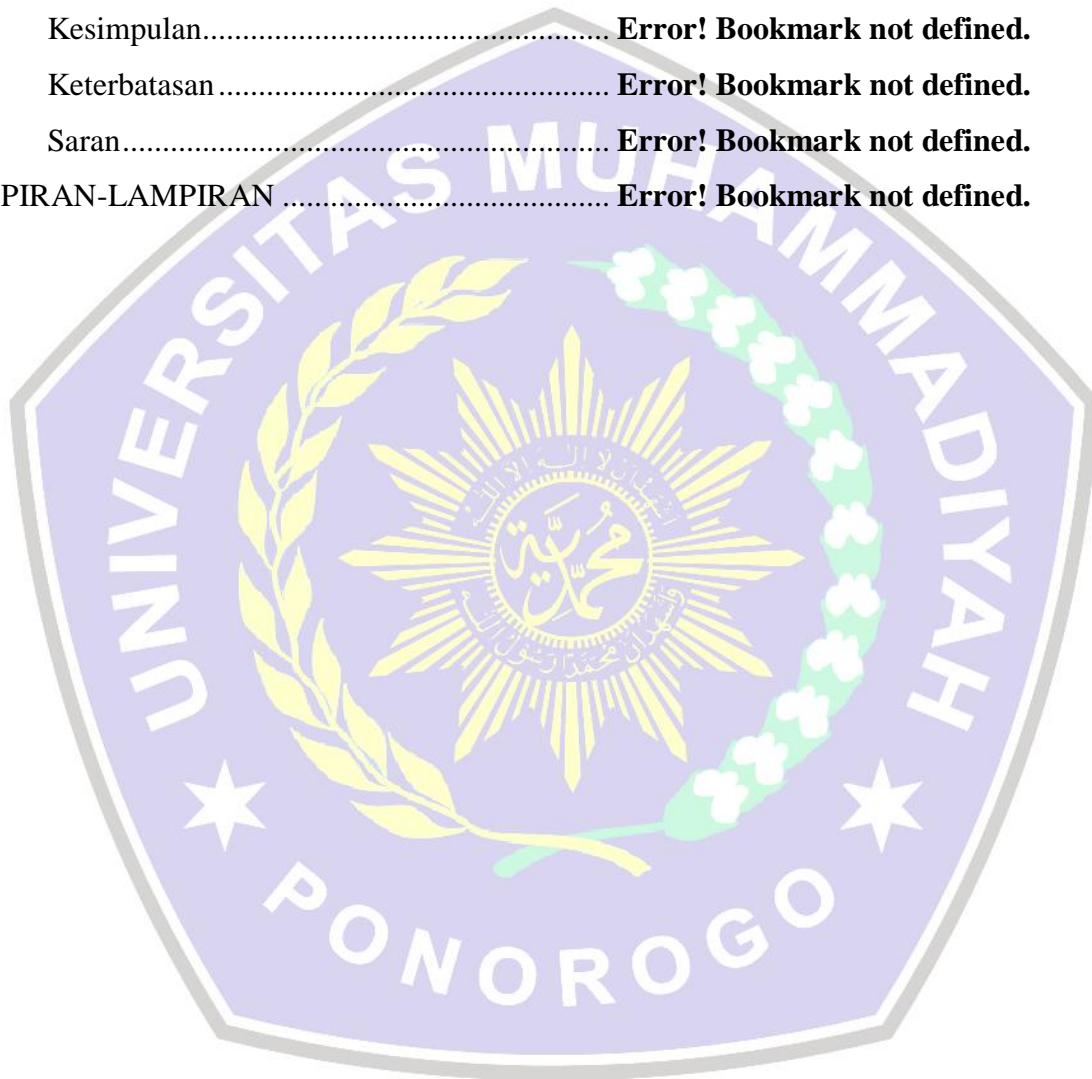 Kesimpulan................................................... Error! Bookmark not defined.
Keterbatasan ................................................. Error! Bookmark not defined.
Saran............................................................. Error! Bookmark not defined.
PIRAN-LAMPIRAN ......................................... Error! Bookmark not defined.
UNIVERSITAS MUHAMMADIYAH
محمدية
PONOROGO